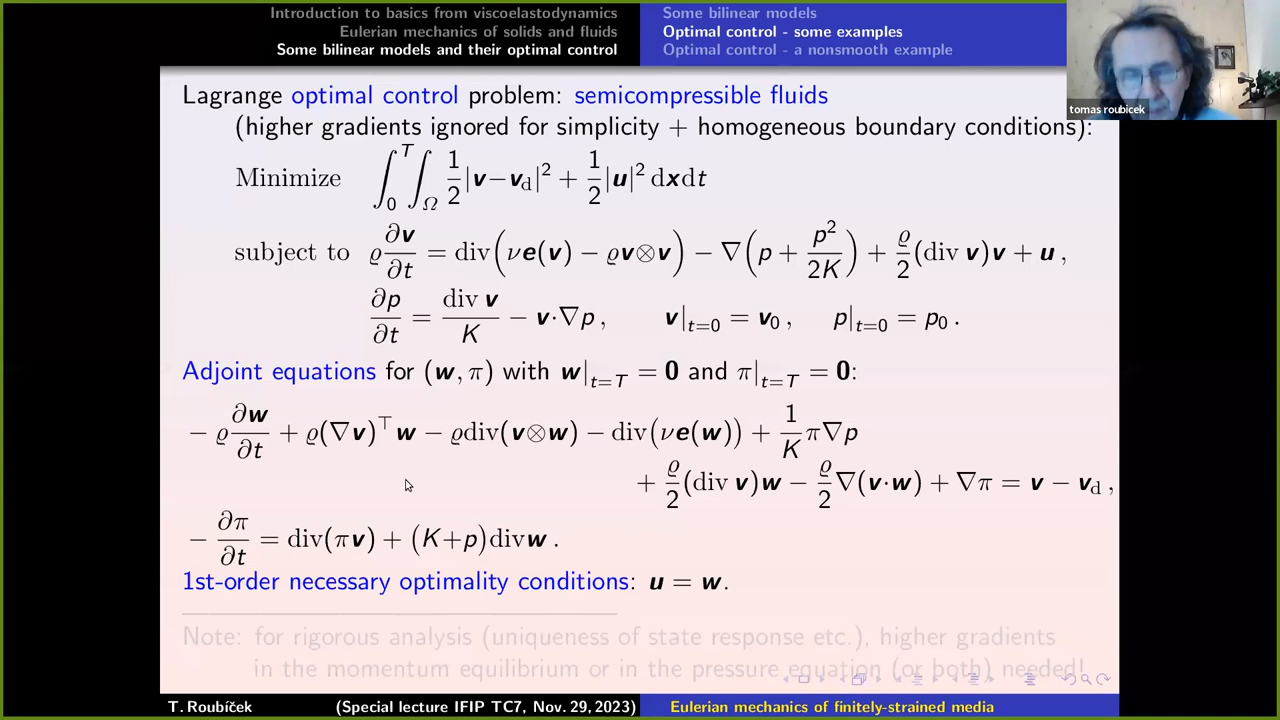 Introduction to basics from viscoelastodynamics
Eulerian mechanics of solids and fluids
Some bilinear models and their optimal control
Some bilinear models
Optimal control - some examples
Optimal control - a nonsmooth example
tomas roubicek
Lagrange optimal control problem: semicompressible fluids
(higher gradients ignored for simplicity + homogeneous boundary conditions):
Minimize ∫₀ᵀ∫_Ω 1/2|v−v_d|² + 1/2|u|² dxdt
subject to ϱ ∂v/∂t = div(νe(v) − ϱv⊗v) − ∇(p + p²/2K) + ϱ/2(div v)v + u ,
∂p/∂t = div v/K − v·∇p , v|ₜ₌₀ = v₀ , p|ₜ₌₀ = p₀ .
Adjoint equations for (w, π) with w|_{t=T} = 0 and π|_{t=T} = 0:
− ϱ ∂w/∂t + ϱ(∇v)^⊤w − ϱdiv(v⊗w) − div(νe(w)) + 1/K π∇p
+ ϱ/2(div v)w − ϱ/2∇(v·w) + ∇π = v − v_d ,
− ∂π/∂t = div(πv) + (K+p)divw .
1st-order necessary optimality conditions: u = w.
Note: for rigorous analysis (uniqueness of state response etc.), higher gradients
in the momentum equilibrium or in the pressure equation (or both) needed!
T. Roubíček
(Special lecture IFIP TC7, Nov. 29, 2023)
Eulerian mechanics of finitely-strained media